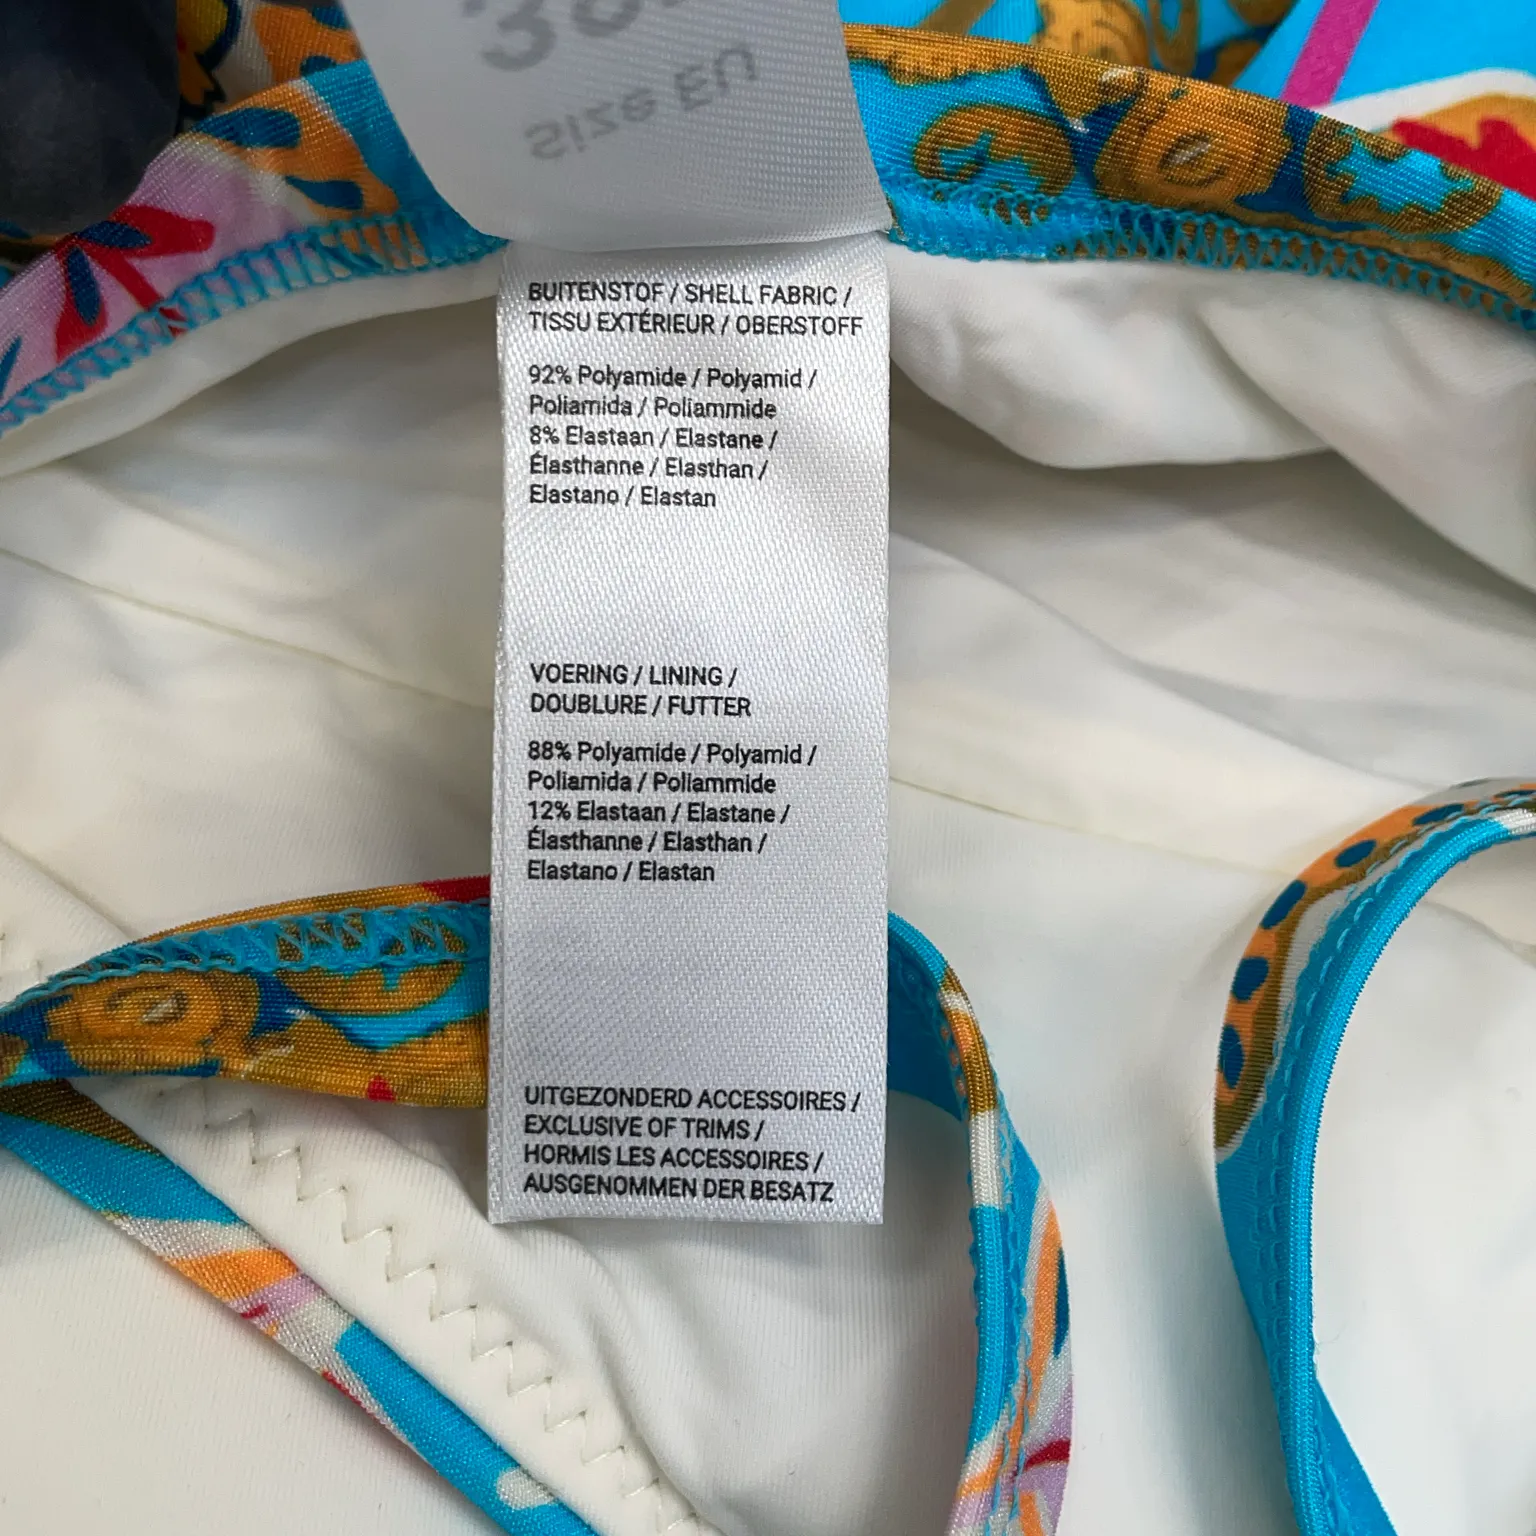 Size EU
BUITENSTOF / SHELL FABRIC /
TISSU EXTÉRIEUR / OBERSTOFF
92% Polyamide / Polyamid /
Poliamida / Poliammide
8% Elastaan / Elastane /
Élasthanne / Elasthan /
Elastano / Elastan
VOERING / LINING /
DOUBLURE / FUTTER
88% Polyamide / Polyamid /
Poliamida / Poliammide
12% Elastaan / Elastane /
Élasthanne / Elasthan /
Elastano / Elastan
UITGEZONDERD ACCESSOIRES /
EXCLUSIVE OF TRIMS /
HORMIS LES ACCESSOIRES /
AUSGENOMMEN DER BESATZ